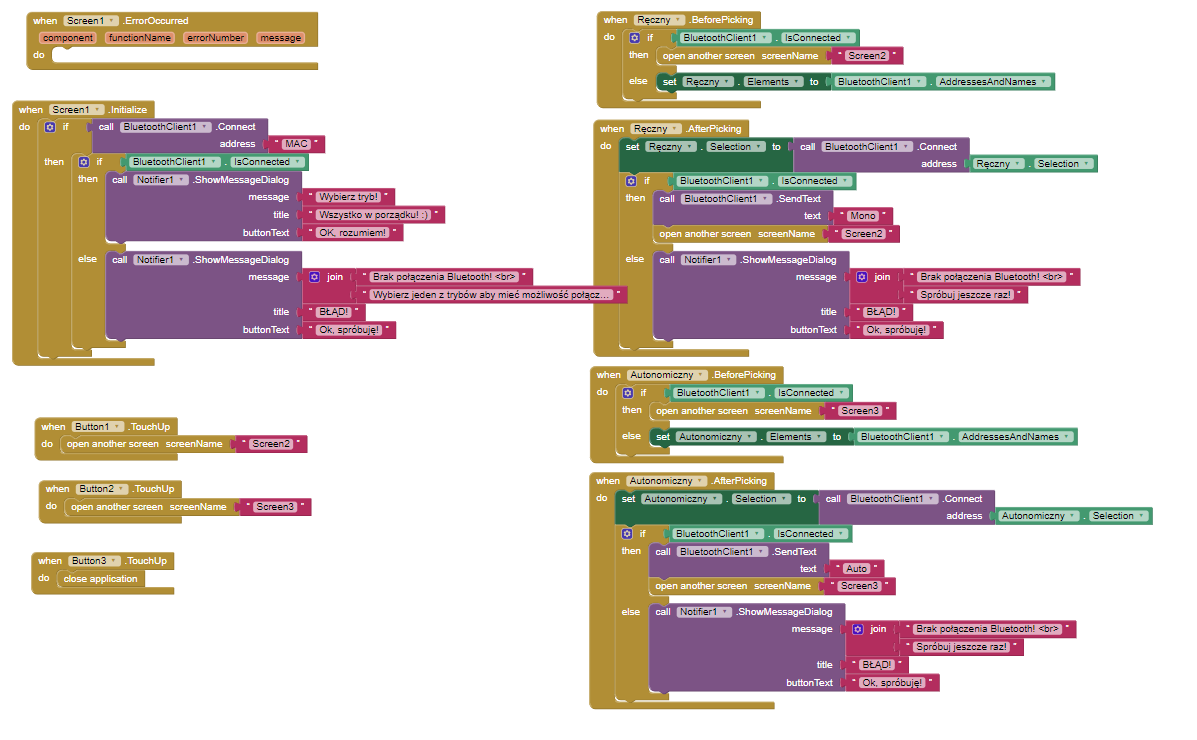 when Screen1 .ErrorOccurred
component functionName errorNumber message
do
when Screen1 .Initialize
do if call BluetoothClient1 .Connect
address " MAC "
then if BluetoothClient1 . IsConnected
then call Notifier1 .ShowMessageDialog
message " Wybierz tryb! "
title " Wszystko w porządku! :) "
buttonText " OK, rozumiem! "
else call Notifier1 .ShowMessageDialog
message join " Brak połączenia Bluetooth! <br> "
" Wybierz jeden z trybów aby mieć możliwość połącz... "
title " BŁĄD! "
buttonText " Ok, spróbuję! "
when Button1 .TouchUp
do open another screen screenName " Screen2 "
when Button2 .TouchUp
do open another screen screenName " Screen3 "
when Button3 .TouchUp
do close application
when Ręczny .BeforePicking
do if BluetoothClient1 . IsConnected
then open another screen screenName " Screen2 "
else set Ręczny . Elements to BluetoothClient1 . AddressesAndNames
when Ręczny .AfterPicking
do set Ręczny . Selection to call BluetoothClient1 .Connect
address Ręczny . Selection
if BluetoothClient1 . IsConnected
then call BluetoothClient1 .SendText
text " Mono "
open another screen screenName " Screen2 "
else call Notifier1 .ShowMessageDialog
message join " Brak połączenia Bluetooth! <br> "
" Spróbuj jeszcze raz! "
title " BŁĄD! "
buttonText " Ok, spróbuję! "
when Autonomiczny .BeforePicking
do if BluetoothClient1 . IsConnected
then open another screen screenName " Screen3 "
else set Autonomiczny . Elements to BluetoothClient1 . AddressesAndNames
when Autonomiczny .AfterPicking
do set Autonomiczny . Selection to call BluetoothClient1 .Connect
address Autonomiczny . Selection
if BluetoothClient1 . IsConnected
then call BluetoothClient1 .SendText
text " Auto "
open another screen screenName " Screen3 "
else call Notifier1 .ShowMessageDialog
message join " Brak połączenia Bluetooth! <br> "
" Spróbuj jeszcze raz! "
title " BŁĄD! "
buttonText " Ok, spróbuję! "